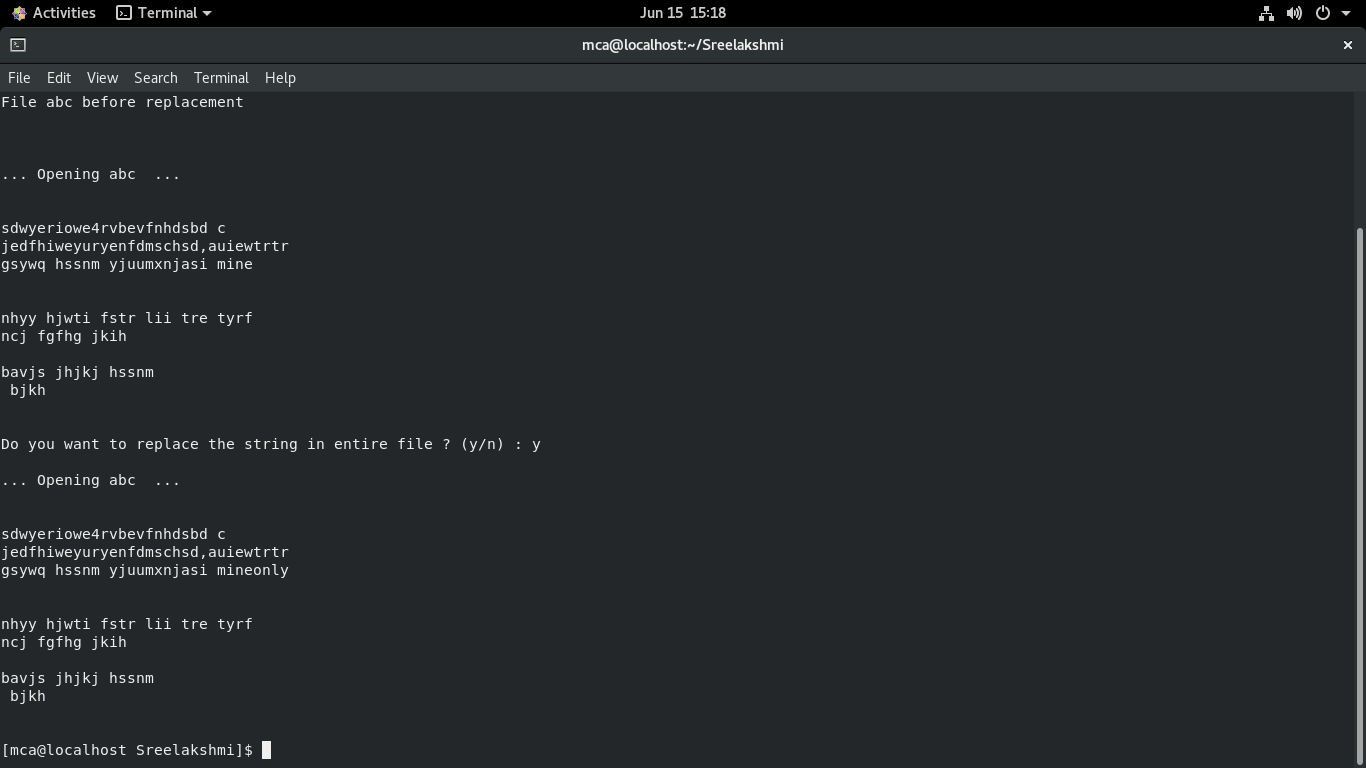 Activities Terminal Jun 15 15:18
mca@localhost:~/Sreelakshmi ×
File Edit View Search Terminal Help
File abc before replacement
... Opening abc  ...
sdwyeriowe4rvbevfnhdsbd c
jedfhiweyuryenfdmschsd,auiewtrtr
gsywq hssnm yjuumxnjasi mine
nhyy hjwti fstr lii tre tyrf
ncj fgfhg jkih
bavjs jhjkj hssnm
 bjkh
Do you want to replace the string in entire file ? (y/n) : y
... Opening abc  ...
sdwyeriowe4rvbevfnhdsbd c
jedfhiweyuryenfdmschsd,auiewtrtr
gsywq hssnm yjuumxnjasi mineonly
nhyy hjwti fstr lii tre tyrf
ncj fgfhg jkih
bavjs jhjkj hssnm
 bjkh
[mca@localhost Sreelakshmi]$